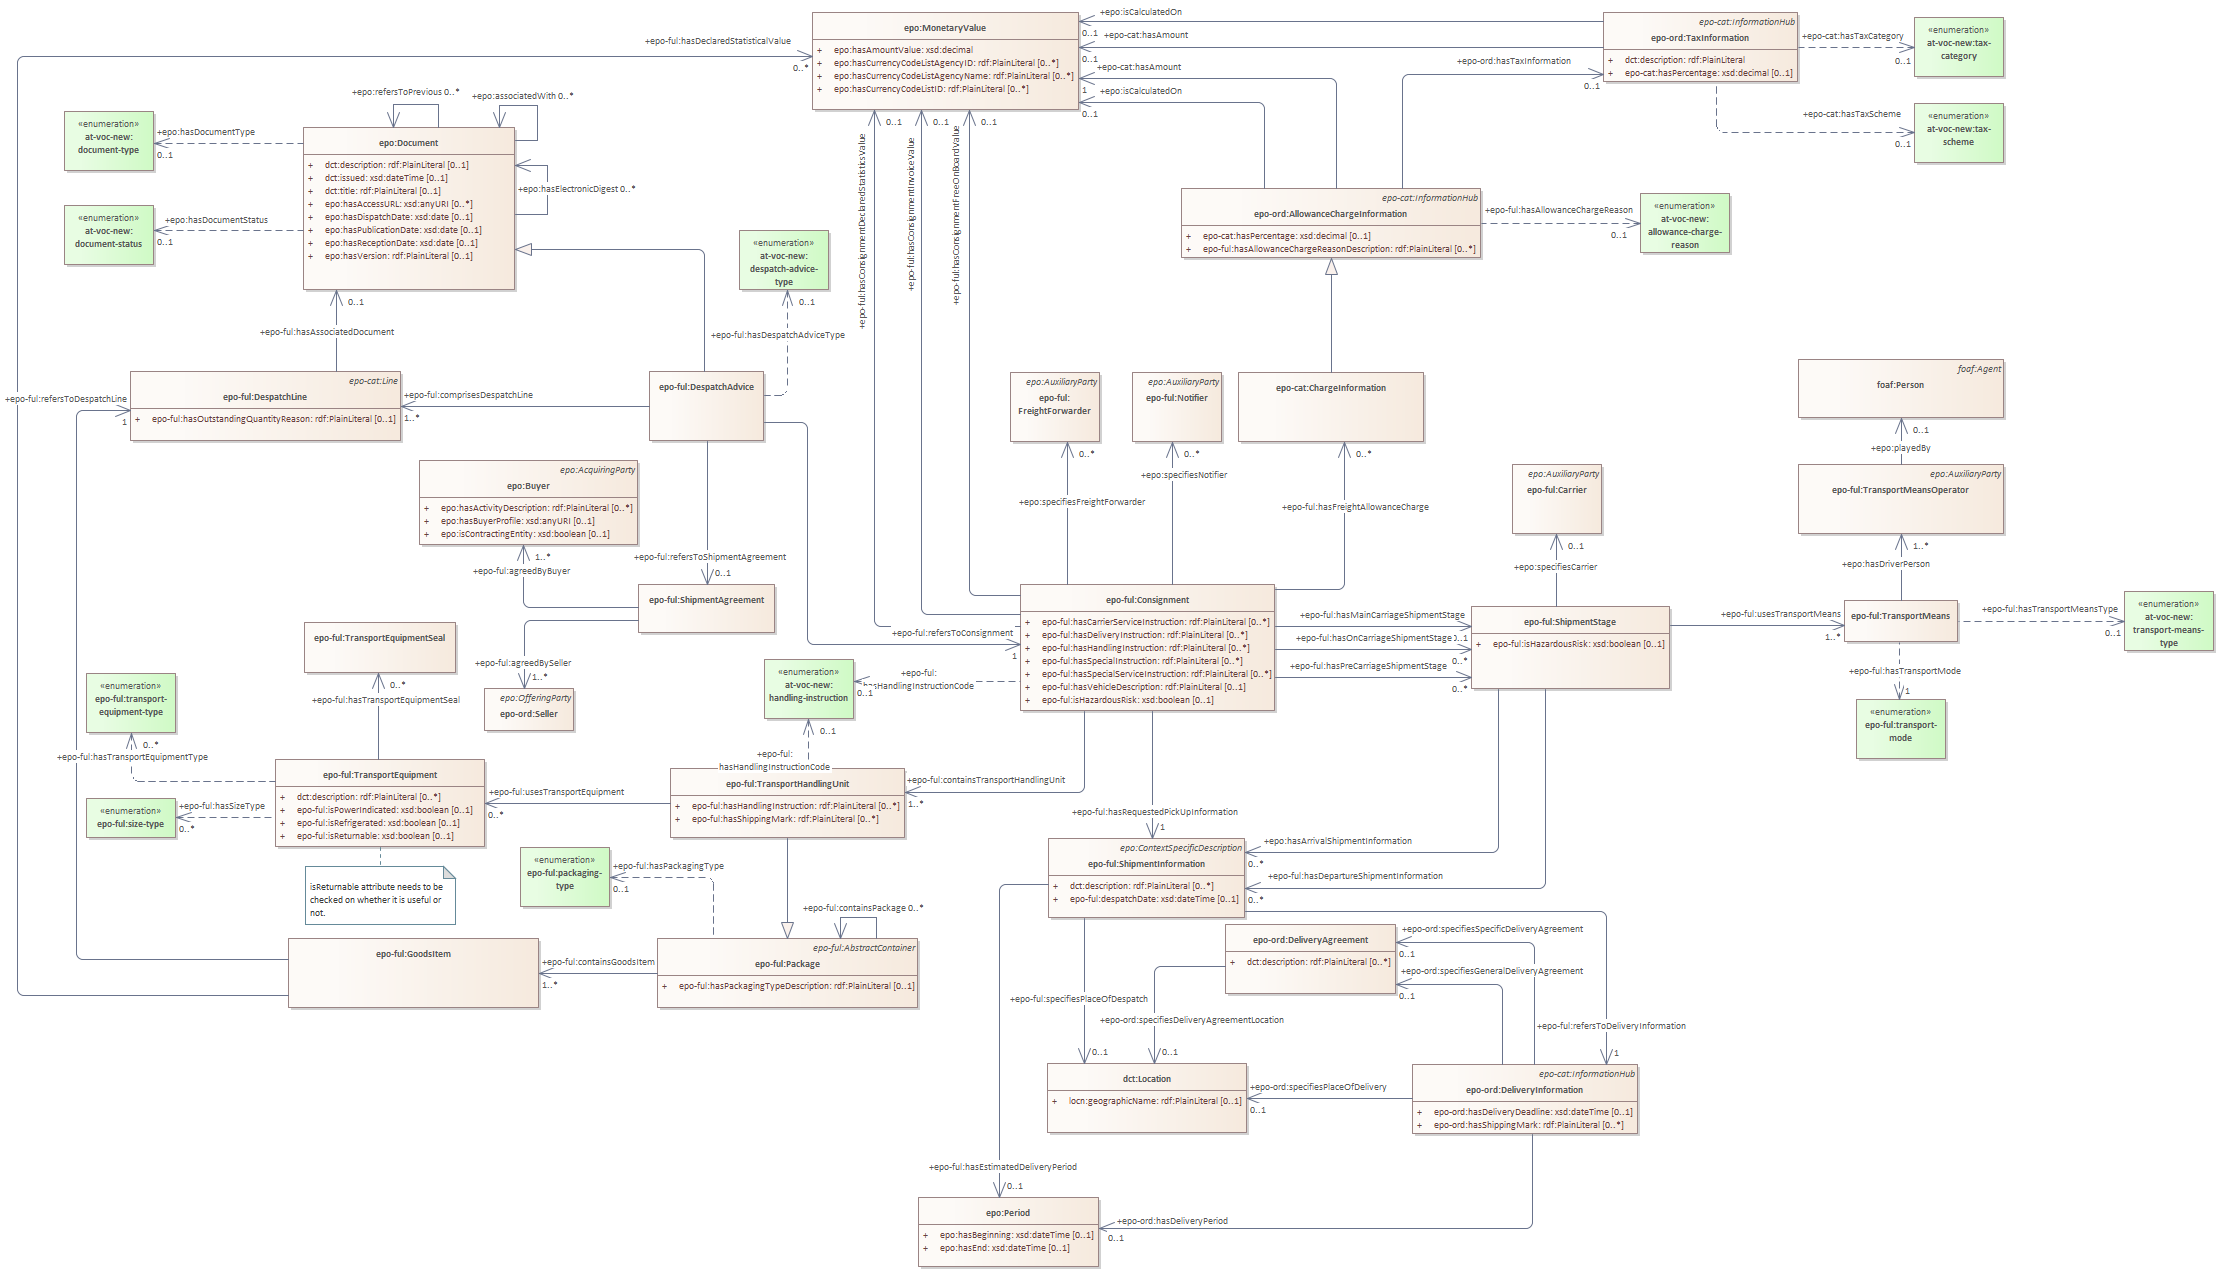 +epo:isCalculatedOn
0..1
+epo-cat:hasAmount
0..1
+epo-cat:hasAmount
1
+epo:isCalculatedOn
0..1
epo:MonetaryValue
+ epo:hasAmountValue: xsd:decimal
+ epo:hasCurrencyCodeListAgencyID: rdf:PlainLiteral [0..*]
+ epo:hasCurrencyCodeListAgencyName: rdf:PlainLiteral [0..*]
+ epo:hasCurrencyCodeListID: rdf:PlainLiteral [0..*]
epo-cat:InformationHub
epo-ord:TaxInformation
+ dct:description: rdf:PlainLiteral
+ epo-cat:hasPercentage: xsd:decimal [0..1]
+epo-cat:hasTaxCategory
0..1
«enumeration»
at-voc-new:tax-
category
+epo-cat:hasTaxScheme
0..1
«enumeration»
at-voc-new:tax-
scheme
+epo-ord:hasTaxInformation
0..1
+epo-ful:hasDeclaredStatisticalValue
0..*
+epo:refersToPrevious 0..*
+epo:associatedWith 0..*
+epo:hasElectronicDigest 0..*
«enumeration»
at-voc-new:
document-type
+epo:hasDocumentType
0..1
«enumeration»
at-voc-new:
document-status
+epo:hasDocumentStatus
0..1
epo:Document
+ dct:description: rdf:PlainLiteral [0..1]
+ dct:issued: xsd:dateTime [0..1]
+ dct:title: rdf:PlainLiteral [0..1]
+ epo:hasAccessURL: xsd:anyURI [0..*]
+ epo:hasDispatchDate: xsd:date [0..1]
+ epo:hasPublicationDate: xsd:date [0..1]
+ epo:hasReceptionDate: xsd:date [0..1]
+ epo:hasVersion: rdf:PlainLiteral [0..1]
«enumeration»
at-voc-new:
despatch-advice-
type
0..1
+epo-ful:hasDespatchAdviceType
0..1
+epo-ful:hasConsignmentDeclaredStatisticsValue
0..1
+epo-ful:hasConsignmentInvoiceValue
0..1
+epo-ful:hasConsignmentFreeOnBoardValue
epo-cat:InformationHub
epo-ord:AllowanceChargeInformation
+ epo-cat:hasPercentage: xsd:decimal [0..1]
+ epo-ful:hasAllowanceChargeReasonDescription: rdf:PlainLiteral [0..*]
+epo-ful:hasAllowanceChargeReason
0..1
«enumeration»
at-voc-new:
allowance-charge-
reason
0..1
+epo-ful:hasAssociatedDocument
epo-cat:Line
epo-ful:DespatchLine
+ epo-ful:hasOutstandingQuantityReason: rdf:PlainLiteral [0..1]
+epo-ful:refersToDespatchLine
1
+epo-ful:comprisesDespatchLine
1..*
epo-ful:DespatchAdvice
epo:AuxiliaryParty
epo-ful:
FreightForwarder
0..*
+epo:specifiesFreightForwarder
epo:AuxiliaryParty
epo-ful:Notifier
0..*
+epo:specifiesNotifier
epo-cat:ChargeInformation
0..*
+epo-ful:hasFreightAllowanceCharge
foaf:Agent
foaf:Person
0..1
+epo:playedBy
epo:AuxiliaryParty
epo-ful:TransportMeansOperator
1..*
+epo:hasDriverPerson
epo:AuxiliaryParty
epo-ful:Carrier
0..1
+epo:specifiesCarrier
epo:AcquiringParty
epo:Buyer
+ epo:hasActivityDescription: rdf:PlainLiteral [0..*]
+ epo:hasBuyerProfile: xsd:anyURI [0..1]
+ epo:isContractingEntity: xsd:boolean [0..1]
1..*
+epo-ful:agreedByBuyer
+epo-ful:refersToShipmentAgreement
0..1
epo-ful:ShipmentAgreement
+epo-ful:agreedBySeller
1..*
epo:OfferingParty
epo-ord:Seller
epo-ful:Consignment
+ epo-ful:hasCarrierServiceInstruction: rdf:PlainLiteral [0..*]
+ epo-ful:hasDeliveryInstruction: rdf:PlainLiteral [0..*]
+ epo-ful:hasHandlingInstruction: rdf:PlainLiteral [0..*]
+ epo-ful:hasSpecialInstruction: rdf:PlainLiteral [0..*]
+ epo-ful:hasSpecialServiceInstruction: rdf:PlainLiteral [0..*]
+ epo-ful:hasVehicleDescription: rdf:PlainLiteral [0..1]
+ epo-ful:isHazardousRisk: xsd:boolean [0..1]
+epo-ful:refersToConsignment
1
+epo-ful:hasMainCarriageShipmentStage
+epo-ful:hasOnCarriageShipmentStage
0..*
+epo-ful:hasPreCarriageShipmentStage
0..*
epo-ful:ShipmentStage
+ epo-ful:isHazardousRisk: xsd:boolean [0..1]
+epo-ful:usesTransportMeans
1..*
epo-ful:TransportMeans
+epo-ful:hasTransportMeansType
0..1
«enumeration»
at-voc-new:
transport-means-
type
+epo-ful:hasTransportMode
1
«enumeration»
epo-ful:transport-
mode
epo-ful:TransportEquipmentSeal
0..*
+epo-ful:hasTransportEquipmentSeal
«enumeration»
epo-ful:transport-
equipment-type
0..*
+epo-ful:hasTransportEquipmentType
«enumeration»
epo-ful:size-type
+epo-ful:hasSizeType
0..*
epo-ful:TransportEquipment
+ dct:description: rdf:PlainLiteral [0..*]
+ epo-ful:isPowerIndicated: xsd:boolean [0..1]
+ epo-ful:isRefrigerated: xsd:boolean [0..1]
+ epo-ful:isReturnable: xsd:boolean [0..1]
isReturnable attribute needs to be
checked on whether it is useful or
not.
+epo-ful:usesTransportEquipment
0..*
«enumeration»
at-voc-new:
handling-instruction
+epo-ful:
hasHandlingInstructionCode
0..1
0..1
+epo-ful:
hasHandlingInstructionCode
epo-ful:TransportHandlingUnit
+ epo-ful:hasHandlingInstruction: rdf:PlainLiteral [0..*]
+ epo-ful:hasShippingMark: rdf:PlainLiteral [0..*]
+epo-ful:containsTransportHandlingUnit
1..*
+epo-ful:hasRequestedPickUpInformation
1
«enumeration»
epo-ful:packaging-
type
+epo-ful:hasPackagingType
0..1
+epo-ful:containsPackage 0..*
epo-ful:AbstractContainer
epo-ful:Package
+ epo-ful:hasPackagingTypeDescription: rdf:PlainLiteral [0..1]
+epo-ful:containsGoodsItem
1..*
epo-ful:GoodsItem
epo:ContextSpecificDescription
epo-ful:ShipmentInformation
+ dct:description: rdf:PlainLiteral [0..*]
+ epo-ful:despatchDate: xsd:dateTime [0..1]
+epo:hasArrivalShipmentInformation
0..*
+epo-ful:hasDepartureShipmentInformation
0..*
epo-ord:DeliveryAgreement
+ dct:description: rdf:PlainLiteral [0..*]
+epo-ord:specifiesSpecificDeliveryAgreement
0..1
+epo-ord:specifiesGeneralDeliveryAgreement
0..1
+epo-ful:specifiesPlaceOfDespatch
0..1
+epo-ord:specifiesDeliveryAgreementLocation
0..1
+epo-ful:refersToDeliveryInformation
1
dct:Location
+ locn:geographicName: rdf:PlainLiteral [0..1]
+epo-ord:specifiesPlaceOfDelivery
0..1
epo-cat:InformationHub
epo-ord:DeliveryInformation
+ epo-ord:hasDeliveryDeadline: xsd:dateTime [0..1]
+ epo-ord:hasShippingMark: rdf:PlainLiteral [0..*]
+epo-ful:hasEstimatedDeliveryPeriod
0..1
epo:Period
+ epo:hasBeginning: xsd:dateTime [0..1]
+ epo:hasEnd: xsd:dateTime [0..1]
+epo-ord:hasDeliveryPeriod
0..1